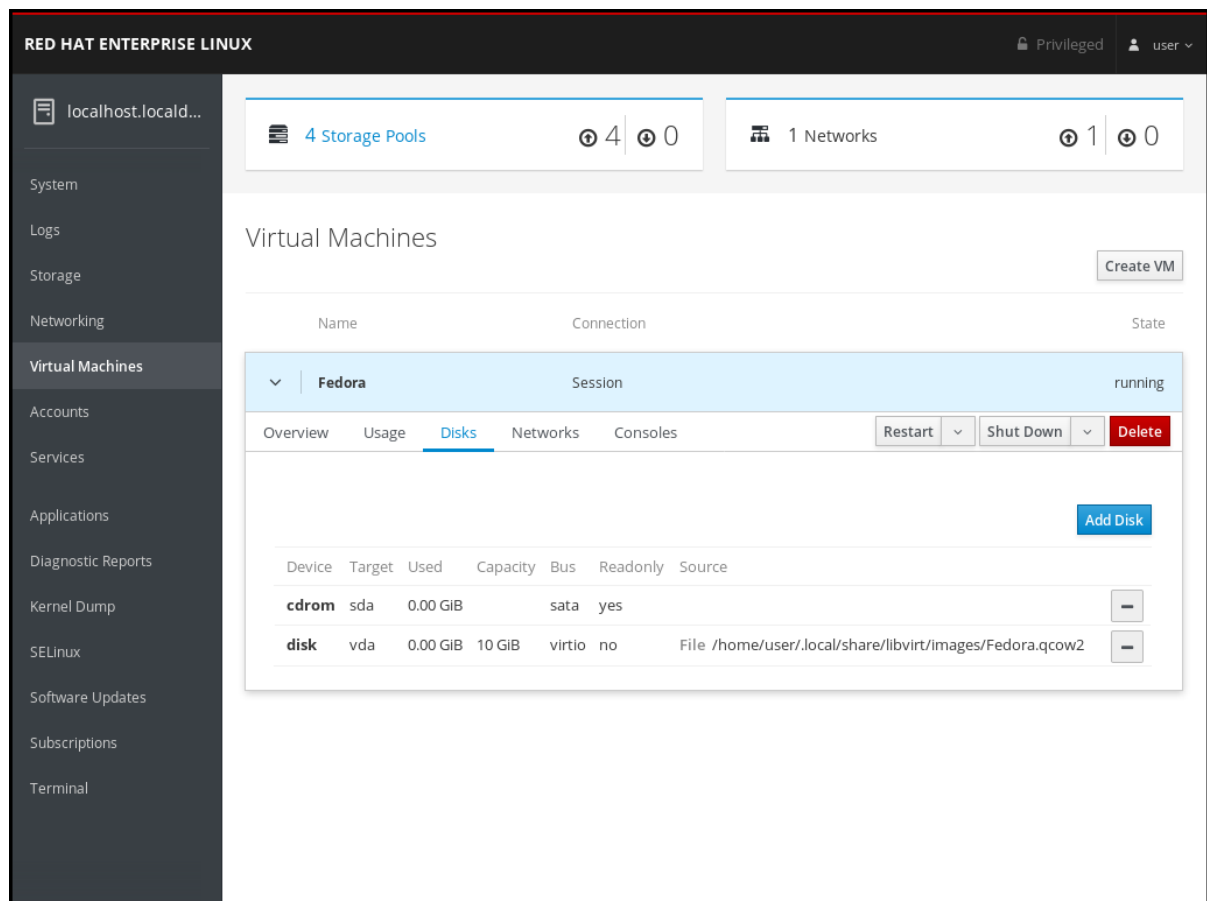 RED HAT ENTERPRISE LINUX Privileged user
localhost.locald...
4 Storage Pools 4 0 1 Networks 1 0
System
Logs
Storage
Networking
Virtual Machines
Accounts
Services
Applications
Diagnostic Reports
Kernel Dump
SELinux
Software Updates
Subscriptions
Terminal
Virtual Machines
Create VM
Name Connection State
Fedora Session running
Overview Usage Disks Networks Consoles Restart Shut Down Delete
Add Disk
Device Target Used Capacity Bus Readonly Source
cdrom sda 0.00 GiB sata yes
disk vda 0.00 GiB 10 GiB virtio no File /home/user/.local/share/libvirt/images/Fedora.qcow2